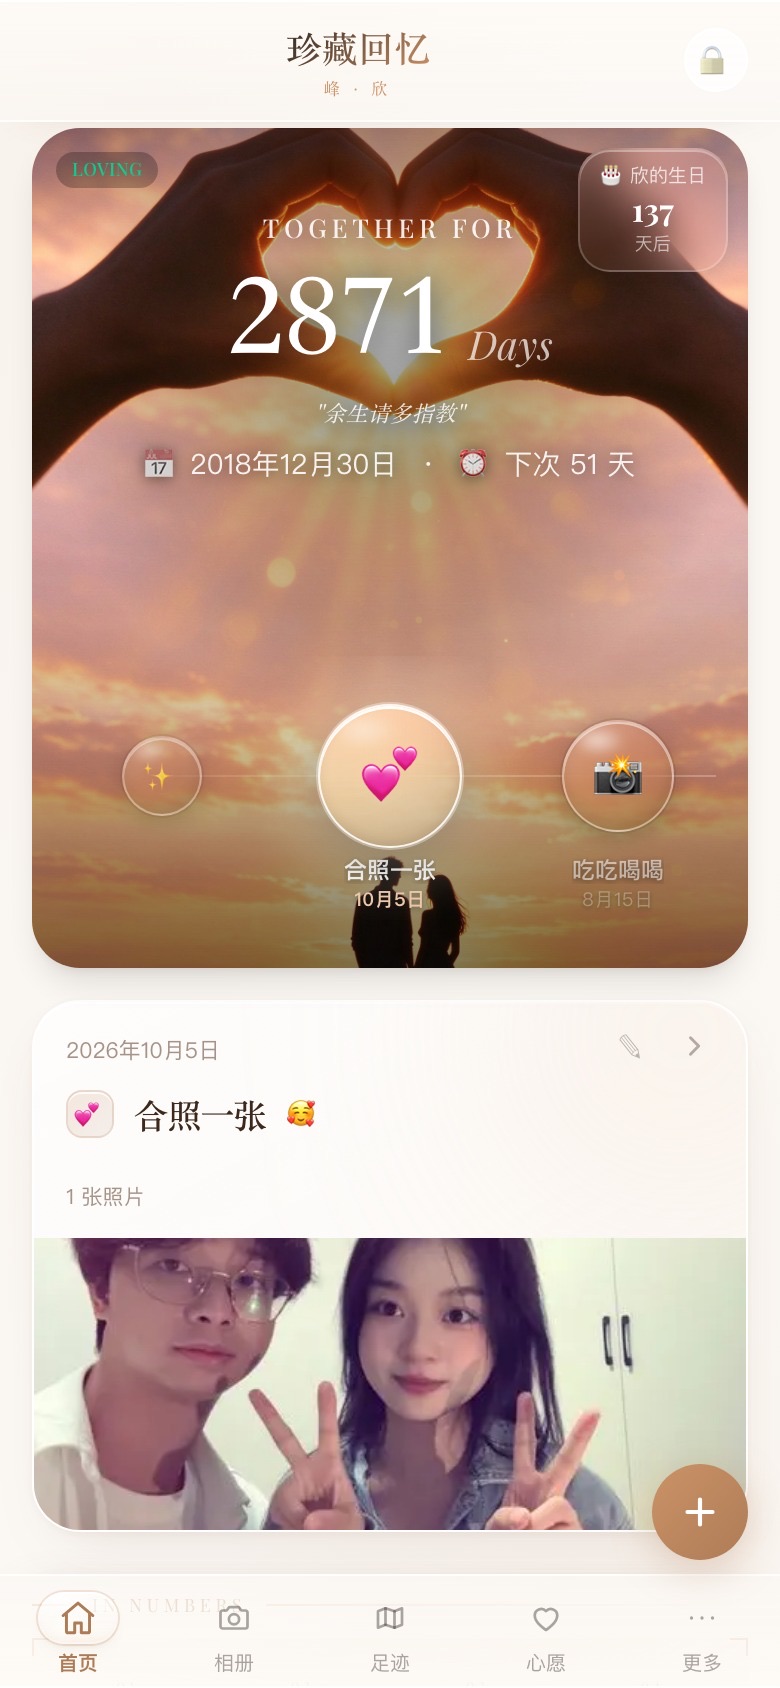 珍藏回忆
峰 · 欣
LOVING
欣的生日
137
天后
TOGETHER FOR
2871 Days
"余生请多指教"
17 2018年12月30日 · 下次 51 天
合照一张
10月5日
吃吃喝喝
8月15日
2026年10月5日
合照一张
1 张照片
IN NUMBERS
首页
相册
足迹
心愿
更多